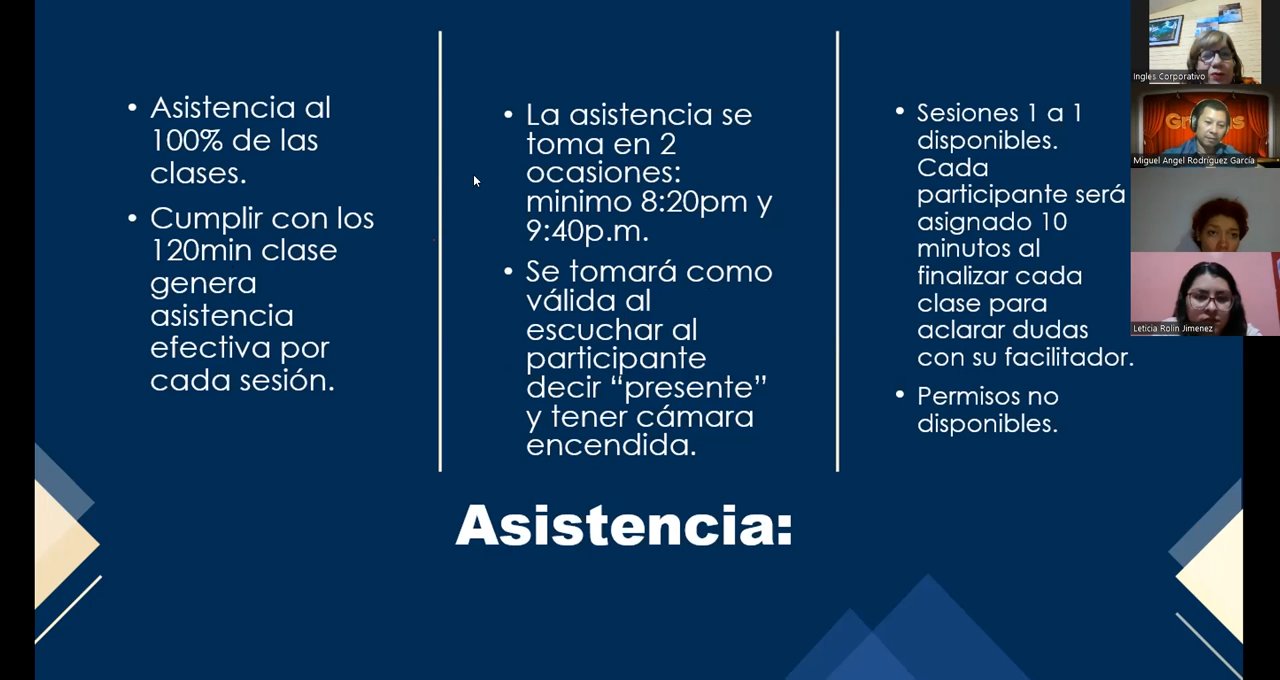 • Asistencia al
100% de las
clases.
• Cumplir con los
120min clase
genera
asistencia
efectiva por
cada sesión.
• La asistencia se
toma en 2
ocasiones:
minimo 8:20pm y
9:40p.m.
• Se tomará como
válida al
escuchar al
participante
decir “presente”
y tener cámara
encendida.
• Sesiones 1 a 1
disponibles.
Cada
participante será
asignado 10
minutos al
finalizar cada
clase para
aclarar dudas
con su facilitador.
• Permisos no
disponibles.
Asistencia:
Ingles Corporativo
Miguel Angel Rodríguez García
Leticia Rolin Jimenez